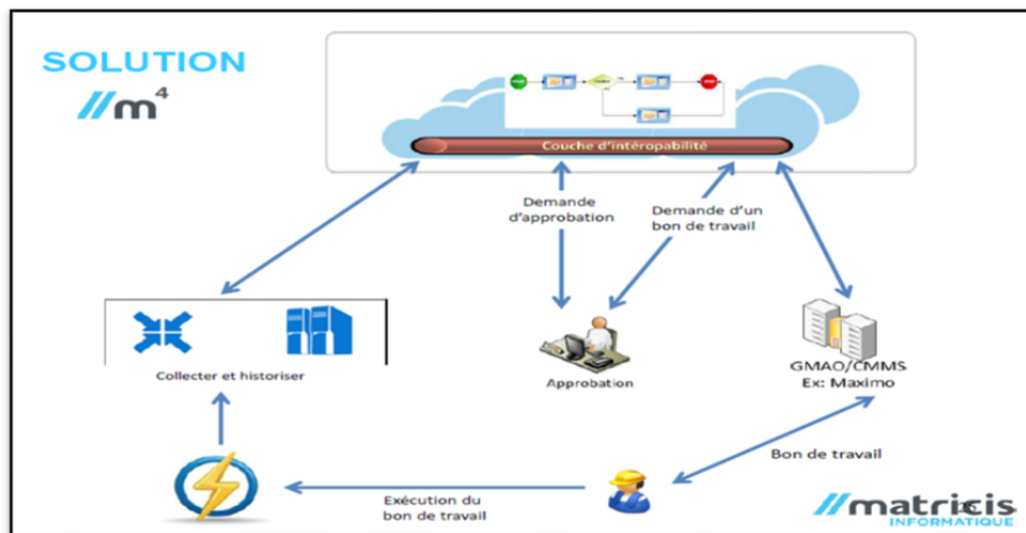 SOLUTION
//m⁴
Couche d'intéropabilité
Demande
d'approbation
Demande d'un
bon de travail
Collecter et historiser
Approbation
GMAO/CMMS
Ex: Maximo
Bon de travail
Exécution du
bon de travail
//matricis
INFORMATIQUE